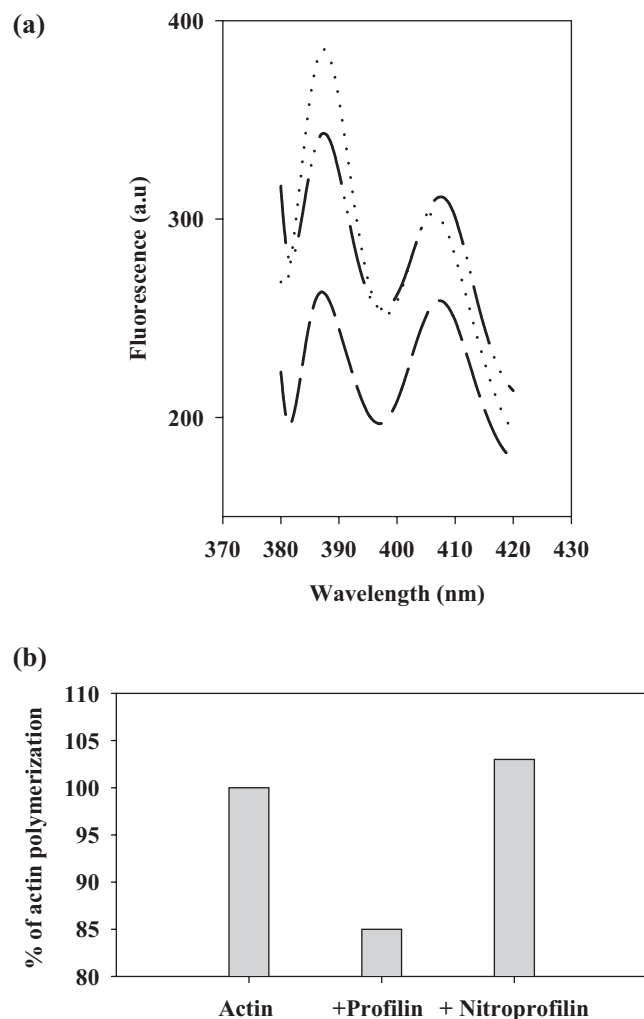 (a)
400
300
200
Fluorescence (a.u)
370 380 390 400 410 420 430
Wavelength (nm)
(b)
110
105
100
95
90
85
80
% of actin polymerization
Actin +Profilin + Nitroprofilin